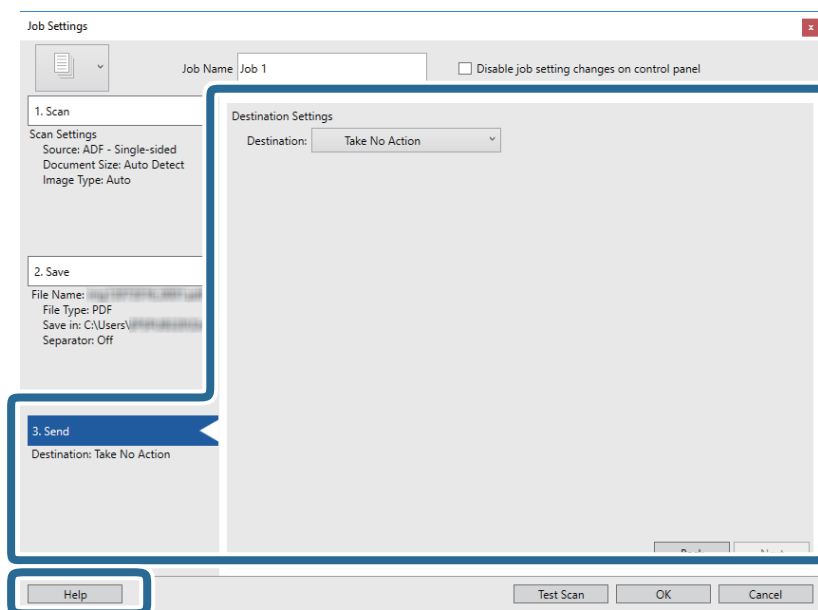 Job Settings
Job Name Job 1
Disable job setting changes on control panel
1. Scan
Scan Settings
Source: ADF - Single-sided
Document Size: Auto Detect
Image Type: Auto
2. Save
File Name:
File Type: PDF
Save in: C:\Users\
Separator: Off
3. Send
Destination: Take No Action
Destination Settings
Destination: Take No Action
Help
Test Scan
OK
Cancel